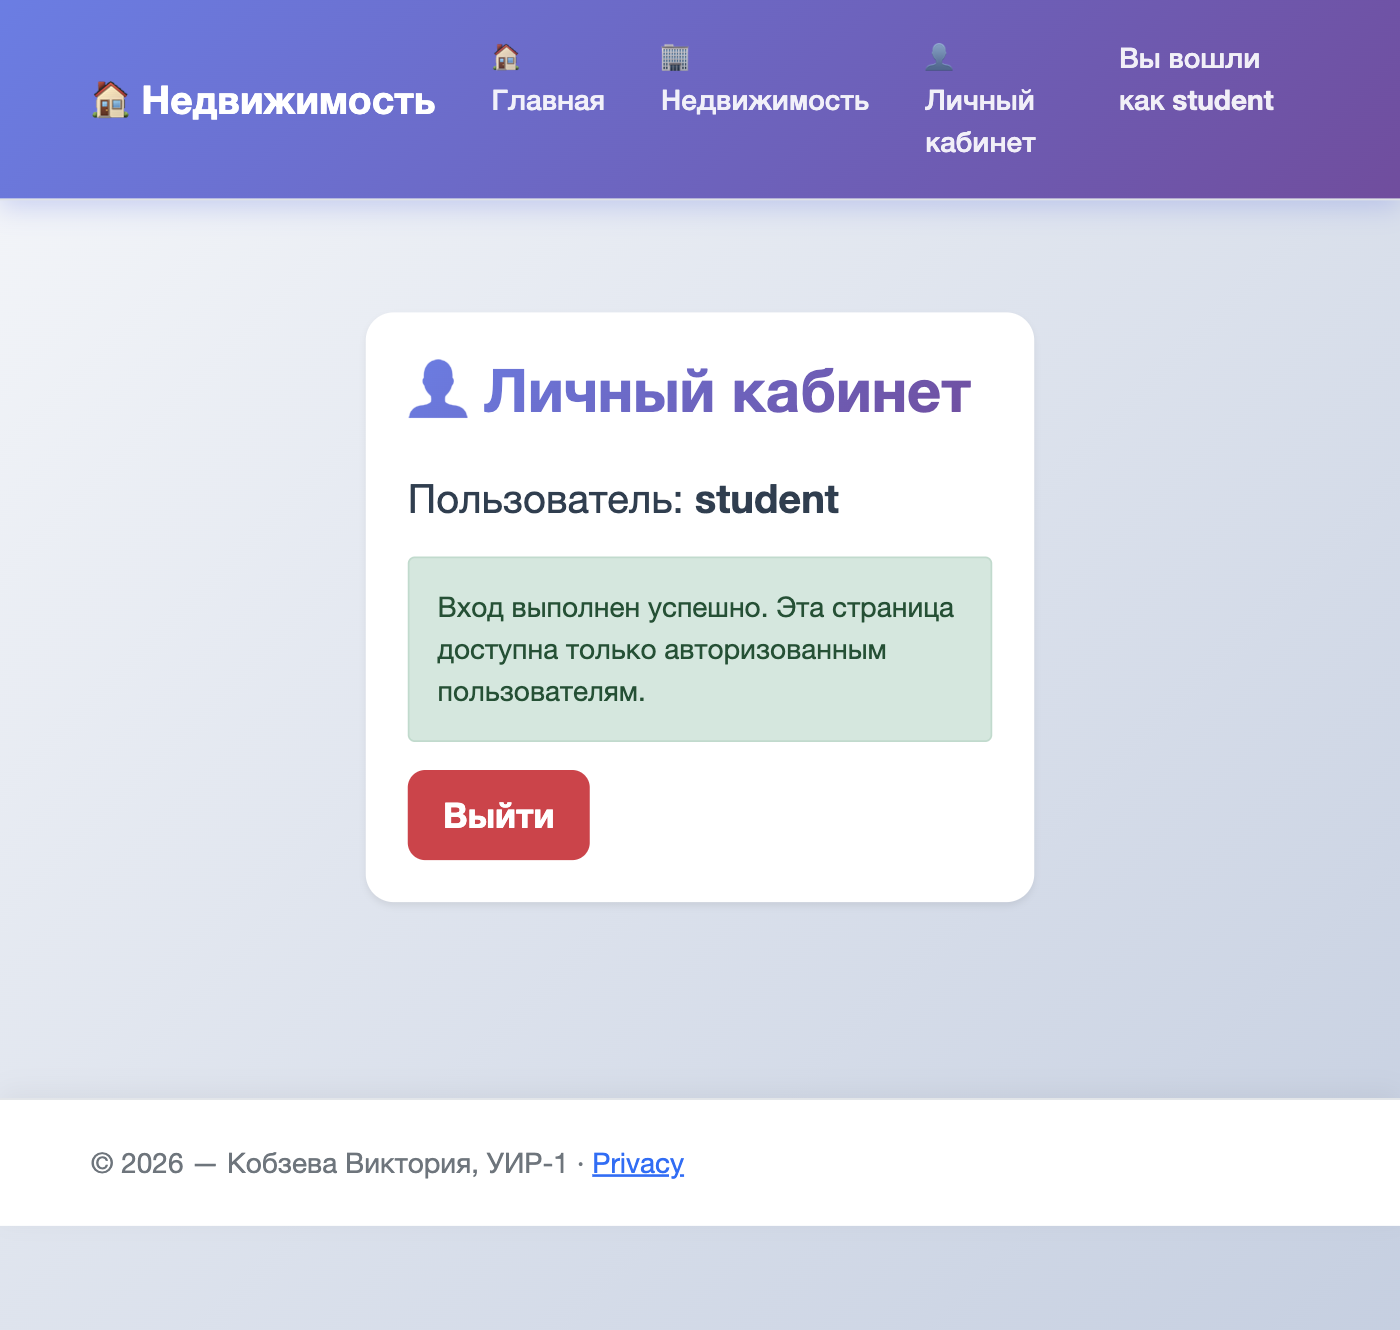 Недвижимость
Главная
Недвижимость
Личный
кабинет
Вы вошли
как student
Личный кабинет
Пользователь: student
Вход выполнен успешно. Эта страница
доступна только авторизованным
пользователям.
Выйти
© 2026 — Кобзева Виктория, УИР-1 · Privacy